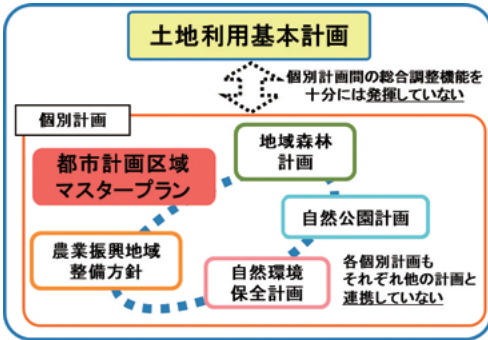 土地利用基本計画
個別計画間の総合調整機能を
十分には発揮していない
個別計画
地域森林
計画
都市計画区域
マスタープラン
自然公園計画
農業振興地域
整備方針
自然環境
保全計画
各個別計画も
それぞれ他の計画と
連携していない